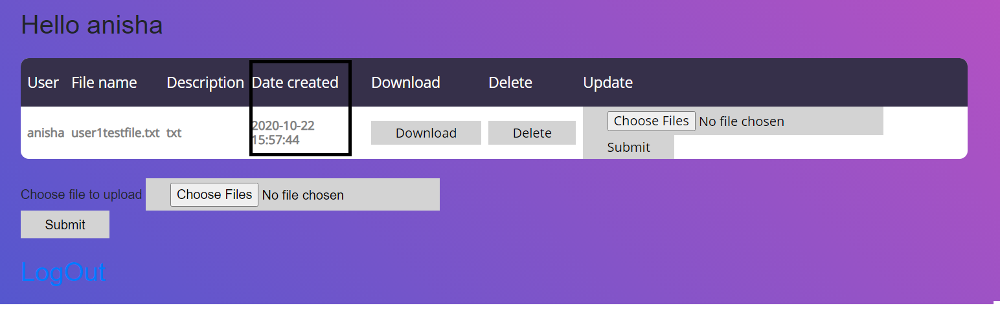 Hello anisha
User File name Description Date created Download Delete Update
anisha user1testfile.txt txt 2020-10-22 15:57:44 Download Delete Choose Files No file chosen
Submit
Choose file to upload Choose Files No file chosen
Submit
LogOut